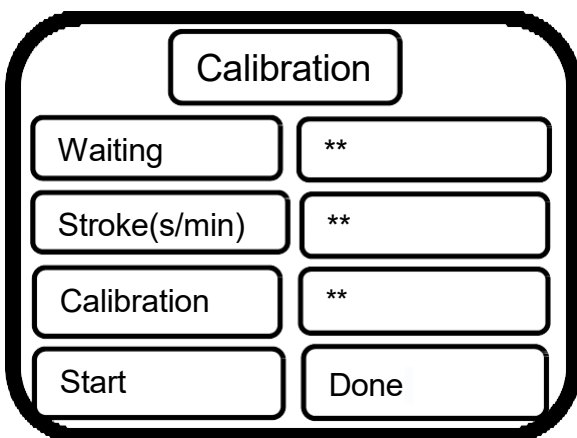 Calibration
Waiting **
Stroke(s/min) **
Calibration **
Start Done